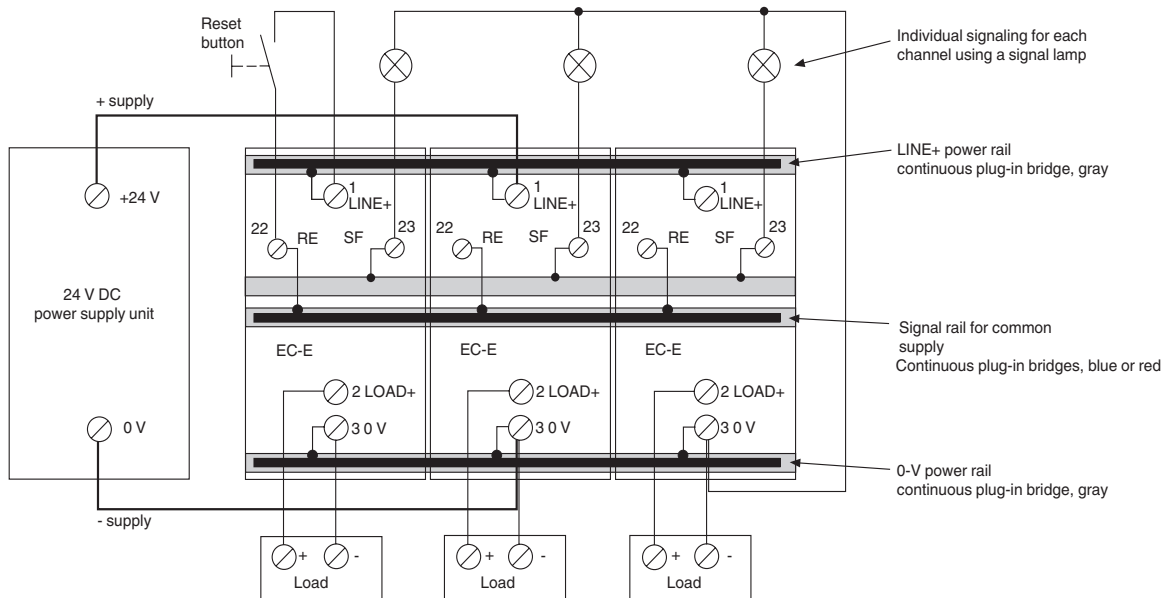 Reset
button
Individual signaling for each
channel using a signal lamp
+ supply
LINE+ power rail
continuous plug-in bridge, gray
+24 V
1
LINE+
1
LINE+
1
LINE+
22
RE
SF
23
22
RE
SF
23
22
RE
SF
23
24 V DC
power supply unit
Signal rail for common
supply
Continuous plug-in bridges, blue or red
EC-E
EC-E
EC-E
2 LOAD+
2 LOAD+
2 LOAD+
0 V
3 0 V
3 0 V
3 0 V
0-V power rail
continuous plug-in bridge, gray
- supply
+ -
Load
+ -
Load
+ -
Load